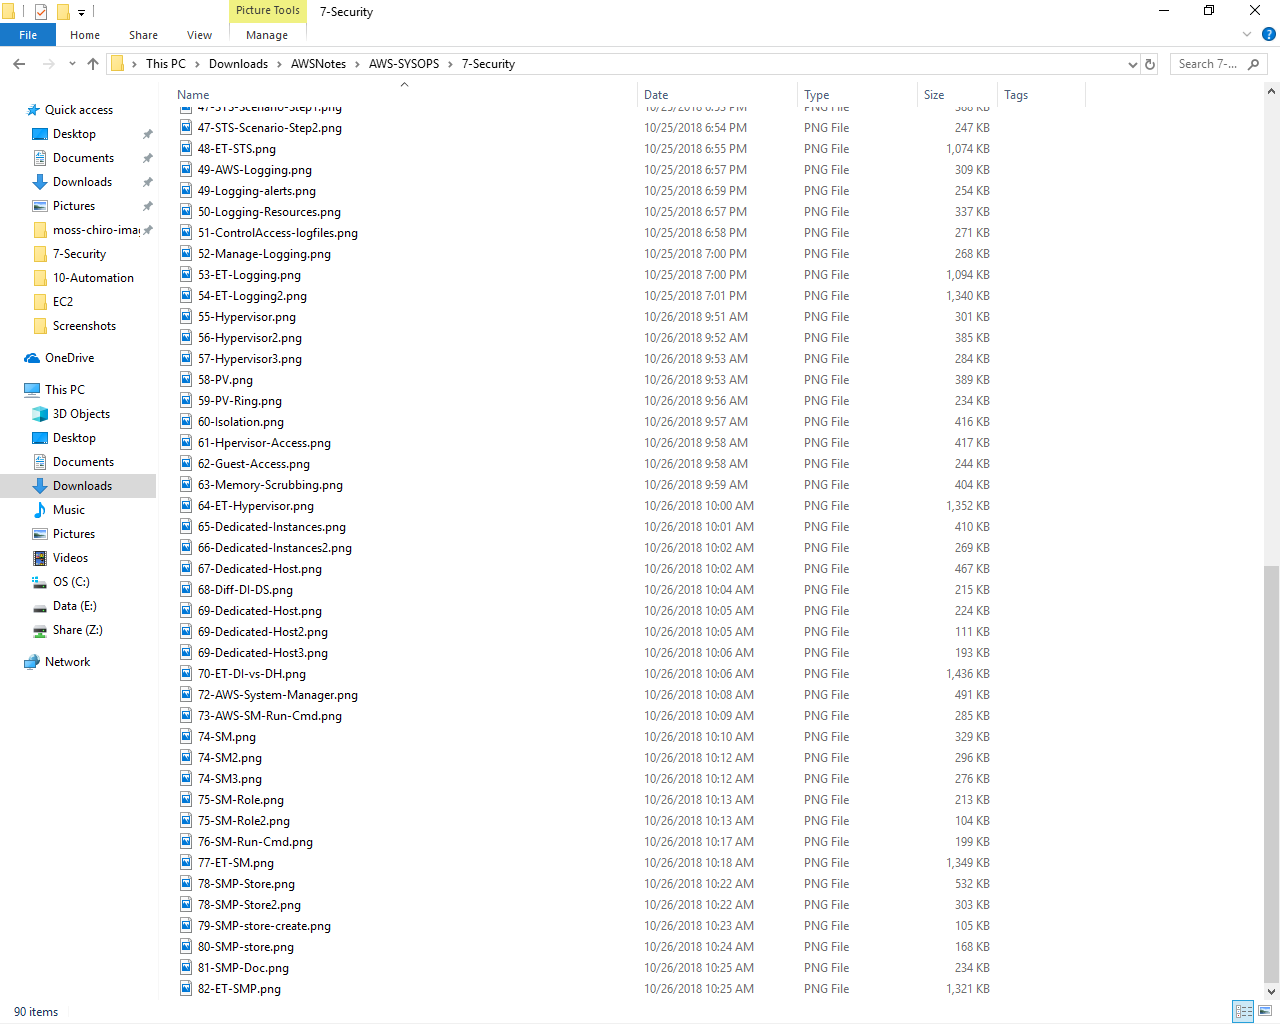 Picture Tools 7-Security
File Home Share View Manage
This PC Downloads AWSNotes AWS-SYSOPS 7-Security Search 7-...
Name Date Type Size Tags
47-STS-Scenario-Step1.png 10/25/2018 6:53 PM PNG File 388 KB
47-STS-Scenario-Step2.png 10/25/2018 6:54 PM PNG File 247 KB
48-ET-STS.png 10/25/2018 6:55 PM PNG File 1,074 KB
49-AWS-Logging.png 10/25/2018 6:57 PM PNG File 309 KB
49-Logging-alerts.png 10/25/2018 6:59 PM PNG File 254 KB
50-Logging-Resources.png 10/25/2018 6:57 PM PNG File 337 KB
51-ControlAccess-logfiles.png 10/25/2018 6:58 PM PNG File 271 KB
52-Manage-Logging.png 10/25/2018 7:00 PM PNG File 268 KB
53-ET-Logging.png 10/25/2018 7:00 PM PNG File 1,094 KB
54-ET-Logging2.png 10/25/2018 7:01 PM PNG File 1,340 KB
55-Hypervisor.png 10/26/2018 9:51 AM PNG File 301 KB
56-Hypervisor2.png 10/26/2018 9:52 AM PNG File 385 KB
57-Hypervisor3.png 10/26/2018 9:53 AM PNG File 284 KB
58-PV.png 10/26/2018 9:53 AM PNG File 389 KB
59-PV-Ring.png 10/26/2018 9:56 AM PNG File 234 KB
60-Isolation.png 10/26/2018 9:57 AM PNG File 416 KB
61-Hpervisor-Access.png 10/26/2018 9:58 AM PNG File 417 KB
62-Guest-Access.png 10/26/2018 9:58 AM PNG File 244 KB
63-Memory-Scrubbing.png 10/26/2018 9:59 AM PNG File 404 KB
64-ET-Hypervisor.png 10/26/2018 10:00 AM PNG File 1,352 KB
65-Dedicated-Instances.png 10/26/2018 10:01 AM PNG File 410 KB
66-Dedicated-Instances2.png 10/26/2018 10:02 AM PNG File 269 KB
67-Dedicated-Host.png 10/26/2018 10:02 AM PNG File 467 KB
68-Diff-DI-DS.png 10/26/2018 10:04 AM PNG File 215 KB
69-Dedicated-Host.png 10/26/2018 10:05 AM PNG File 224 KB
69-Dedicated-Host2.png 10/26/2018 10:05 AM PNG File 111 KB
69-Dedicated-Host3.png 10/26/2018 10:06 AM PNG File 193 KB
70-ET-DI-vs-DH.png 10/26/2018 10:06 AM PNG File 1,436 KB
72-AWS-System-Manager.png 10/26/2018 10:08 AM PNG File 491 KB
73-AWS-SM-Run-Cmd.png 10/26/2018 10:09 AM PNG File 285 KB
74-SM.png 10/26/2018 10:10 AM PNG File 329 KB
74-SM2.png 10/26/2018 10:12 AM PNG File 296 KB
74-SM3.png 10/26/2018 10:12 AM PNG File 276 KB
75-SM-Role.png 10/26/2018 10:13 AM PNG File 213 KB
75-SM-Role2.png 10/26/2018 10:13 AM PNG File 104 KB
76-SM-Run-Cmd.png 10/26/2018 10:17 AM PNG File 199 KB
77-ET-SM.png 10/26/2018 10:18 AM PNG File 1,349 KB
78-SMP-Store.png 10/26/2018 10:22 AM PNG File 532 KB
78-SMP-Store2.png 10/26/2018 10:22 AM PNG File 303 KB
79-SMP-store-create.png 10/26/2018 10:23 AM PNG File 105 KB
80-SMP-store.png 10/26/2018 10:24 AM PNG File 168 KB
81-SMP-Doc.png 10/26/2018 10:25 AM PNG File 234 KB
82-ET-SMP.png 10/26/2018 10:25 AM PNG File 1,321 KB
Quick access
Desktop
Documents
Downloads
Pictures
moss-chiro-ima
7-Security
10-Automation
EC2
Screenshots
OneDrive
This PC
3D Objects
Desktop
Documents
Downloads
Music
Pictures
Videos
OS (C:)
Data (E:)
Share (Z:)
Network
90 items